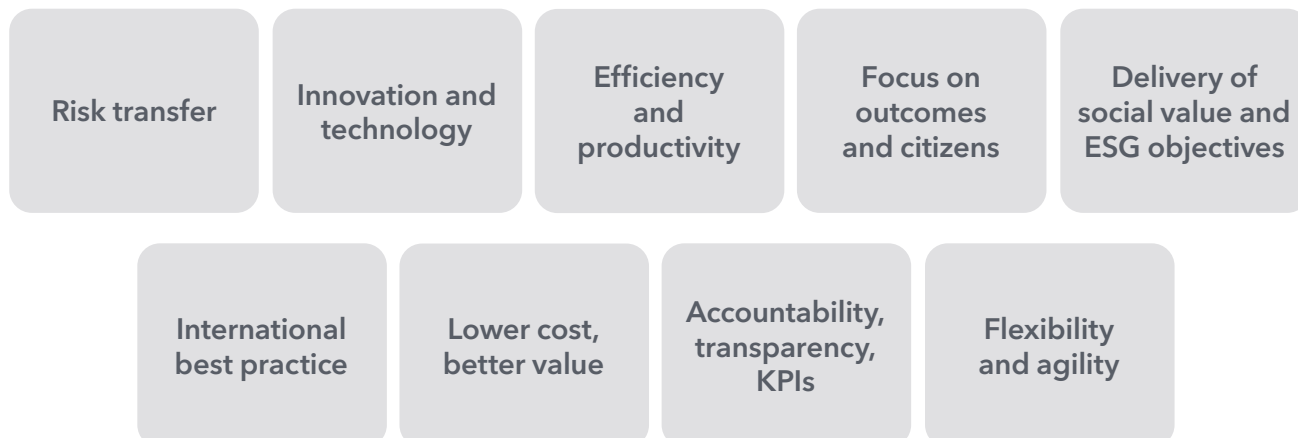 Risk transfer
Innovation and
technology
Efficiency
and
productivity
Focus on
outcomes
and citizens
Delivery of
social value and
ESG objectives
International
best practice
Lower cost,
better value
Accountability,
transparency,
KPIs
Flexibility
and agility